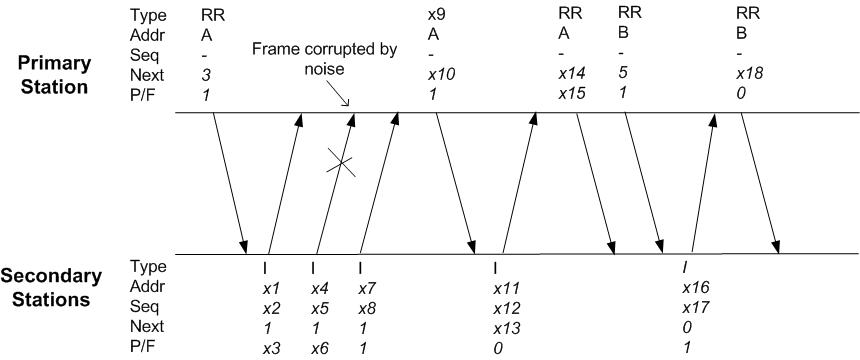 Type RR x9 RR RR RR
Addr A A A B B
Seq - - - - -
Next 3 x10 x14 5 x18
P/F 1 1 x15 1 0
Primary Station
Frame corrupted by noise
Secondary Stations
Type I I I I I
Addr x1 x4 x7 x11 x16
Seq x2 x5 x8 x12 x17
Next 1 1 1 x13 0
P/F x3 x6 1 0 1